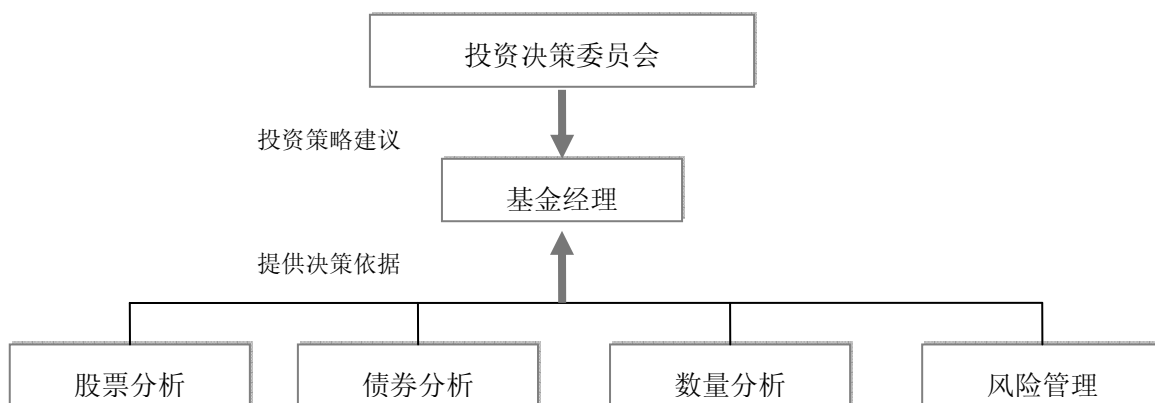 投资决策委员会
投资策略建议
基金经理
提供决策依据
股票分析
债券分析
数量分析
风险管理